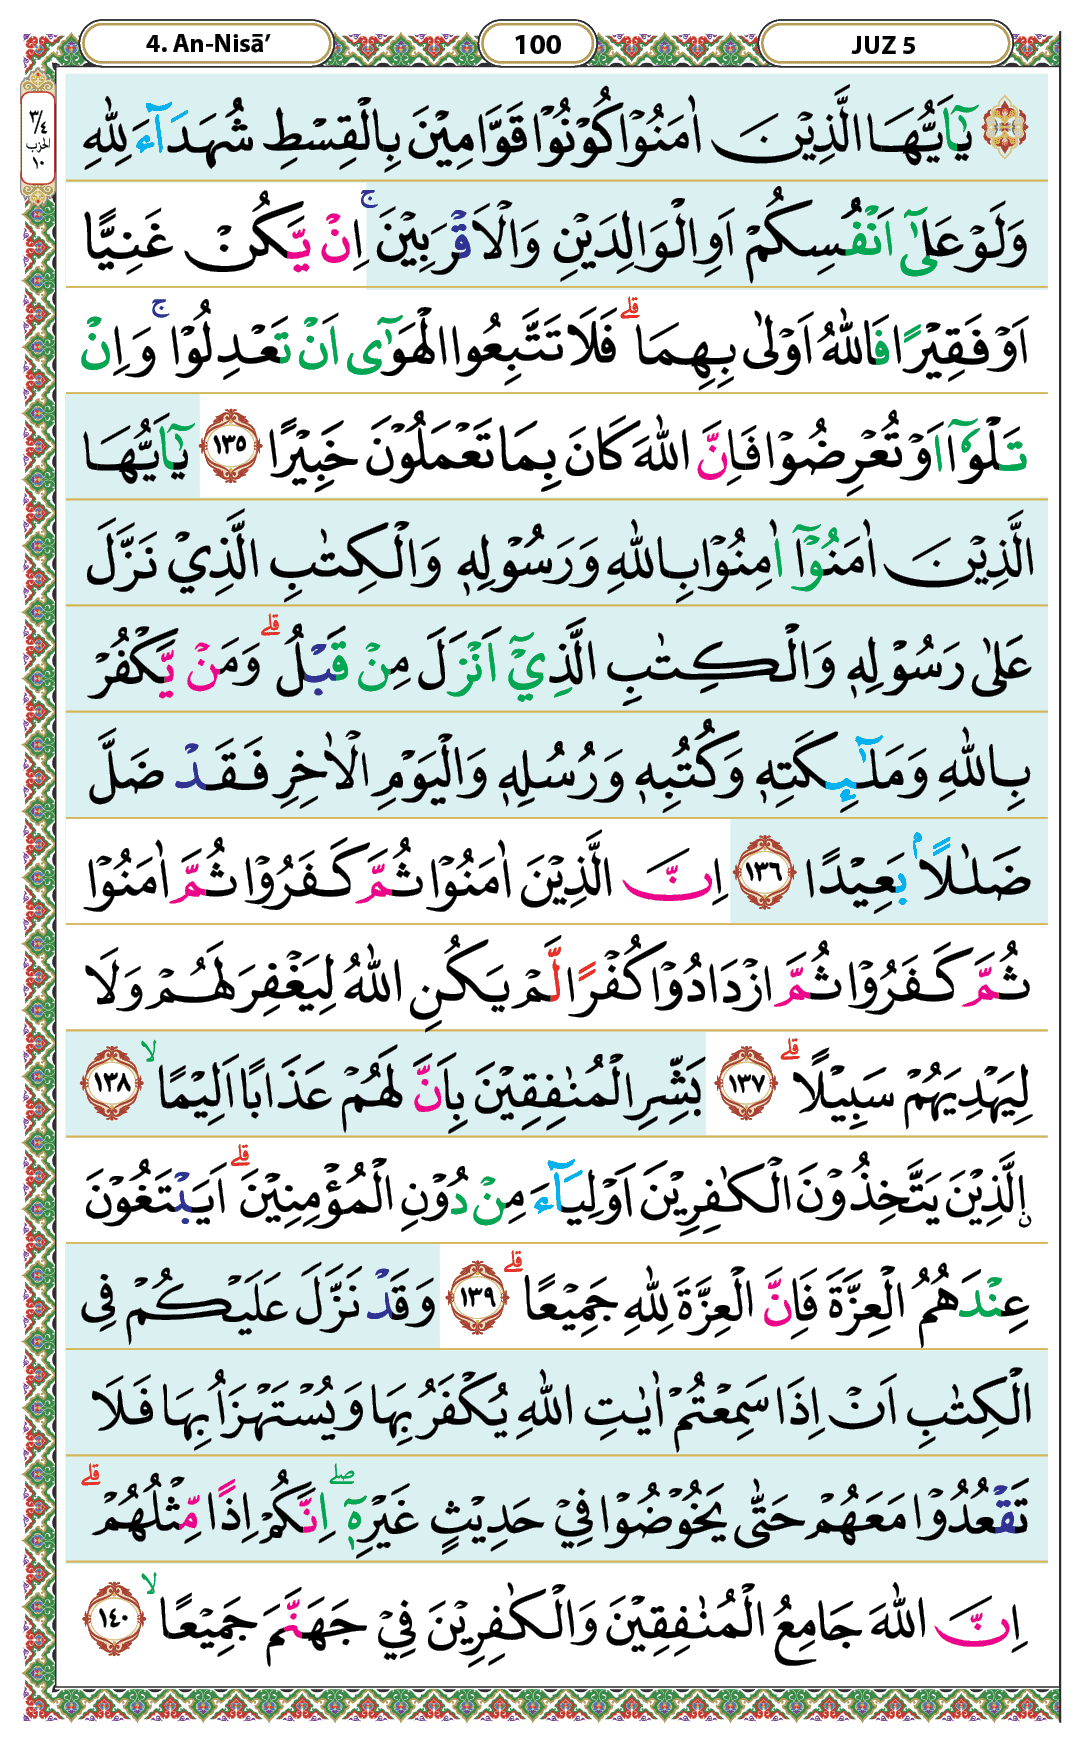 4. An-Nisā’ 100 JUZ 5
٣/٤
الحزب
١٠
يٰٓاَيُّهَا الَّذِيْنَ اٰمَنُوْا كُوْنُوْا قَوَّامِيْنَ بِالْقِسْطِ شُهَدَاۤءَ لِلّٰهِ
وَلَوْ عَلٰٓى اَنْفُسِكُمْ اَوِ الْوَالِدَيْنِ وَالْاَقْرَبِيْنَ ۚ اِنْ يَّكُنْ غَنِيًّا
اَوْ فَقِيْرًا فَاللّٰهُ اَوْلٰى بِهِمَا ۗ فَلَا تَتَّبِعُوا الْهَوٰٓى اَنْ تَعْدِلُوْا ۚ وَاِنْ
تَلْوٗٓا اَوْ تُعْرِضُوْا فَاِنَّ اللّٰهَ كَانَ بِمَا تَعْمَلُوْنَ خَبِيْرًا ١٣٥ يٰٓاَيُّهَا
الَّذِيْنَ اٰمَنُوْٓا اٰمِنُوْا بِاللّٰهِ وَرَسُوْلِهٖ وَالْكِتٰبِ الَّذِيْ نَزَّلَ
عَلٰى رَسُوْلِهٖ وَالْكِتٰبِ الَّذِيْٓ اَنْزَلَ مِنْ قَبْلُ ۗ وَمَنْ يَّكْفُرْ
بِاللّٰهِ وَمَلٰۤىِٕكَتِهٖ وَكُتُبِهٖ وَرُسُلِهٖ وَالْيَوْمِ الْاٰخِرِ فَقَدْ ضَلَّ
ضَلٰلًا ۢ بَعِيْدًا ١٣٦ اِنَّ الَّذِيْنَ اٰمَنُوْا ثُمَّ كَفَرُوْا ثُمَّ اٰمَنُوْا
ثُمَّ كَفَرُوْا ثُمَّ ازْدَادُوْا كُفْرًا لَّمْ يَكُنِ اللّٰهُ لِيَغْفِرَ لَهُمْ وَلَا
لِيَهْدِيَهُمْ سَبِيْلًا ۗ ١٣٧ بَشِّرِ الْمُنٰفِقِيْنَ بِاَنَّ لَهُمْ عَذَابًا اَلِيْمًا ۙ ١٣٨
ۨالَّذِيْنَ يَتَّخِذُوْنَ الْكٰفِرِيْنَ اَوْلِيَاۤءَ مِنْ دُوْنِ الْمُؤْمِنِيْنَ ۗ اَيَبْتَغُوْنَ
عِنْدَهُمُ الْعِزَّةَ فَاِنَّ الْعِزَّةَ لِلّٰهِ جَمِيْعًا ۗ ١٣٩ وَقَدْ نَزَّلَ عَلَيْكُمْ فِى
الْكِتٰبِ اَنْ اِذَا سَمِعْتُمْ اٰيٰتِ اللّٰهِ يُكْفَرُ بِهَا وَيُسْتَهْزَاُ بِهَا فَلَا
تَقْعُدُوْا مَعَهُمْ حَتّٰى يَخُوْضُوْا فِيْ حَدِيْثٍ غَيْرِهٖٓ ۖ اِنَّكُمْ اِذًا مِّثْلُهُمْ ۗ
اِنَّ اللّٰهَ جَامِعُ الْمُنٰفِقِيْنَ وَالْكٰفِرِيْنَ فِيْ جَهَنَّمَ جَمِيْعًا ۙ ١٤٠